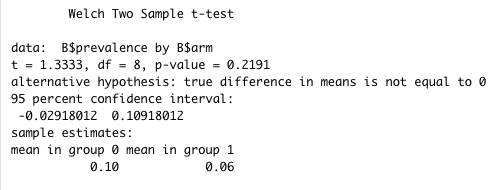 Welch Two Sample t-test
data:  B$prevalence by B$arm
t = 1.3333, df = 8, p-value = 0.2191
alternative hypothesis: true difference in means is not equal to 0
95 percent confidence interval:
 -0.02918012  0.10918012
sample estimates:
mean in group 0 mean in group 1
           0.10            0.06